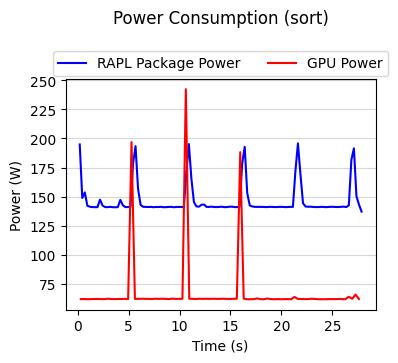 Power Consumption (sort)
RAPL Package Power
GPU Power
250
225
200
175
150
125
100
75
Power (W)
0
5
10
15
20
25
Time (s)